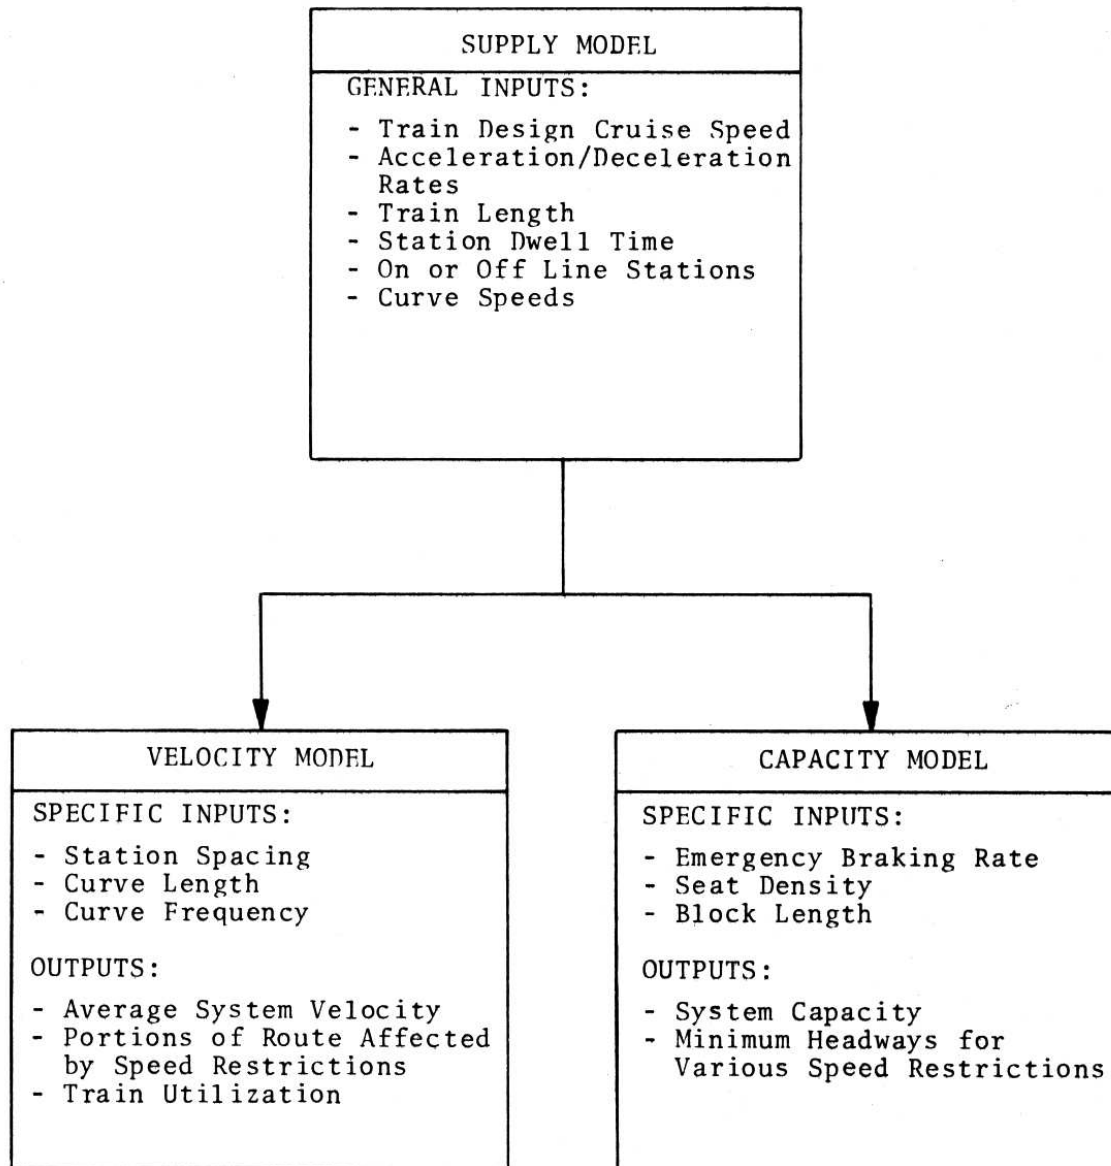 SUPPLY MODEL
GENERAL INPUTS:
- Train Design Cruise Speed
- Acceleration/Deceleration
Rates
- Train Length
- Station Dwell Time
- On or Off Line Stations
- Curve Speeds
VELOCITY MODEL
SPECIFIC INPUTS:
- Station Spacing
- Curve Length
- Curve Frequency
OUTPUTS:
- Average System Velocity
- Portions of Route Affected
by Speed Restrictions
- Train Utilization
CAPACITY MODEL
SPECIFIC INPUTS:
- Emergency Braking Rate
- Seat Density
- Block Length
OUTPUTS:
- System Capacity
- Minimum Headways for
Various Speed Restrictions